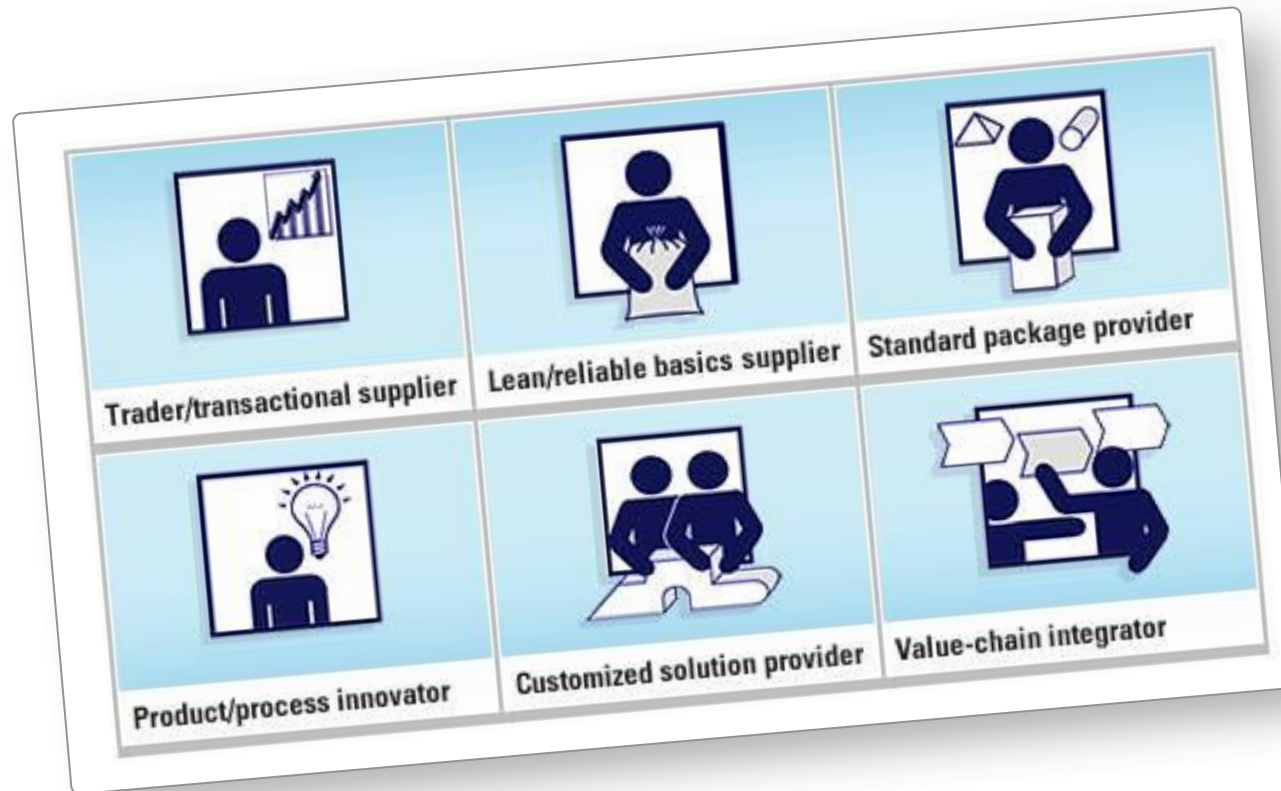 Trader/transactional supplier
Lean/reliable basics supplier
Standard package provider
Product/process innovator
Customized solution provider
Value-chain integrator